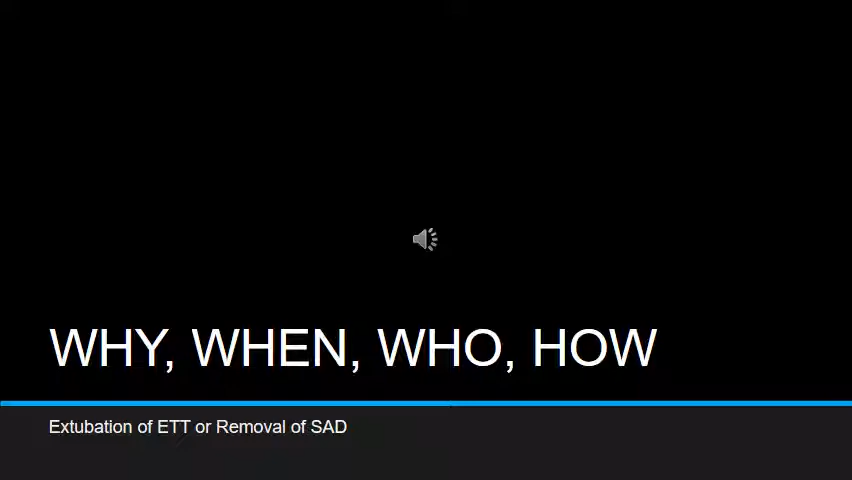 WHY, WHEN, WHO, HOW
Extubation of ETT or Removal of SAD